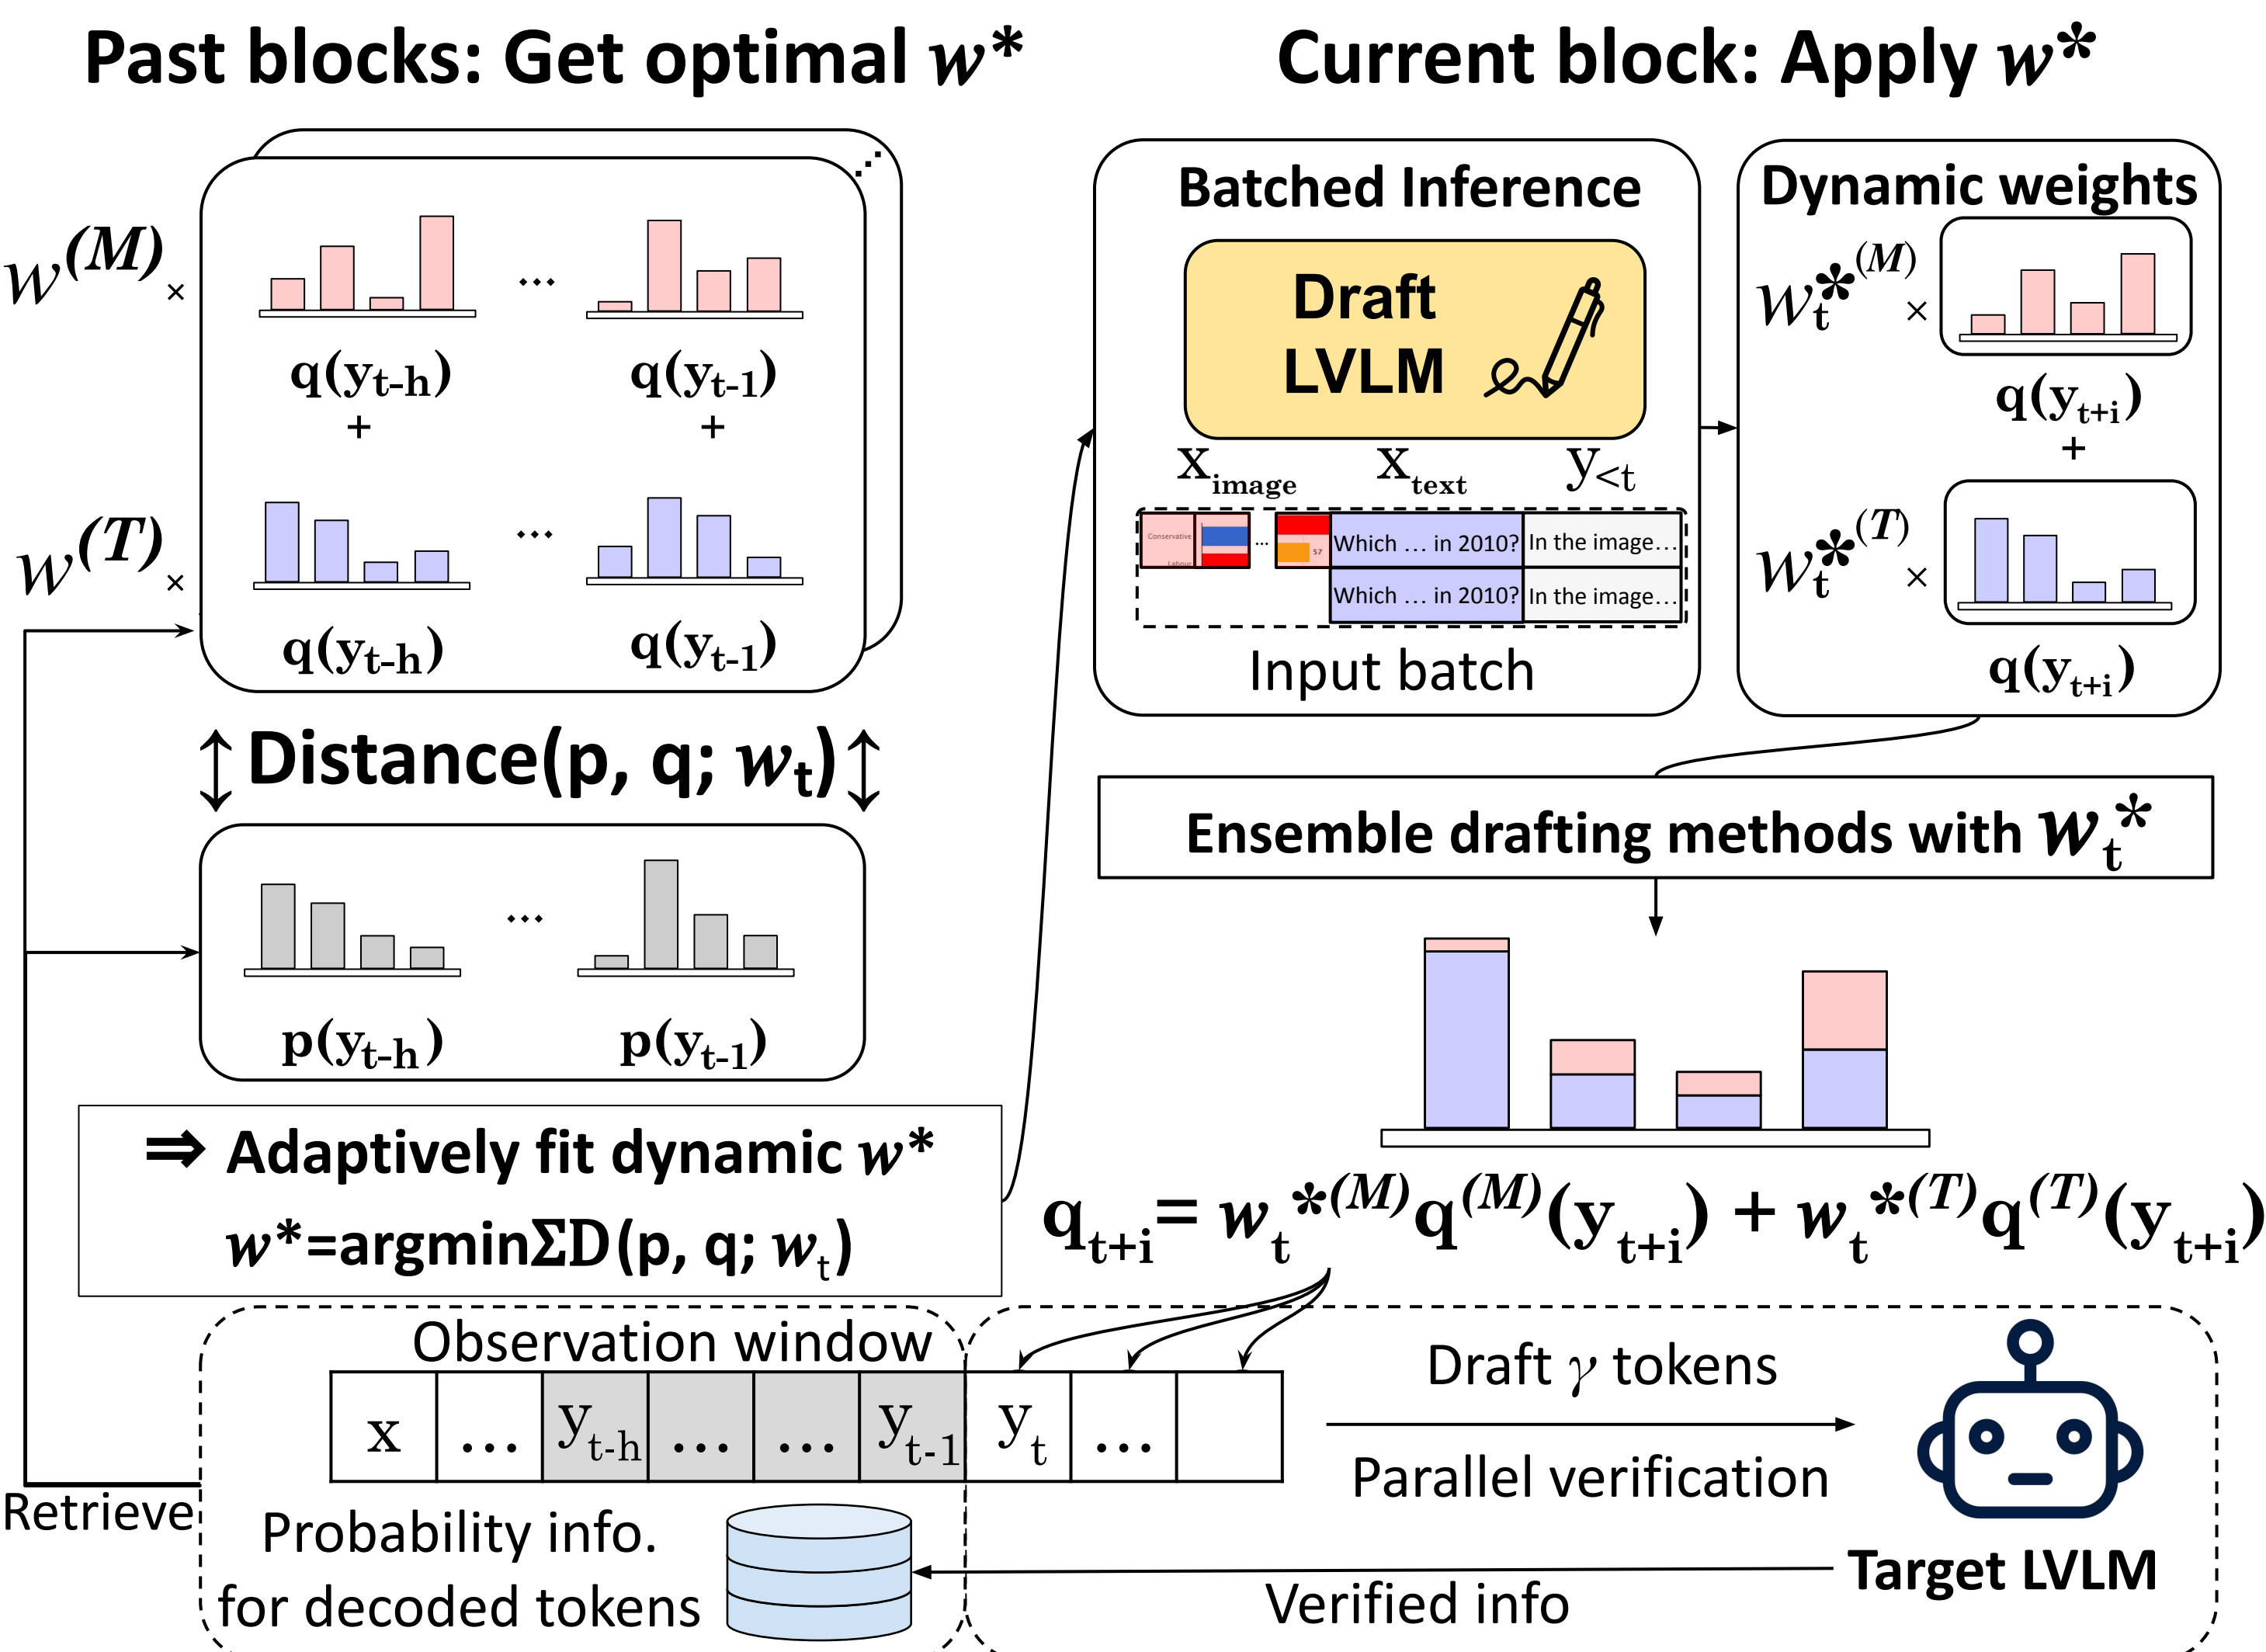 Past blocks: Get optimal w*
w(M) ×
...
q(yt-h)
q(yt-1)
+
+
w(T) ×
...
q(yt-h)
q(yt-1)
↕ Distance(p, q; wt) ↕
...
p(yt-h)
p(yt-1)
⇒ Adaptively fit dynamic w*
w*=argminΣD(p, q; wt)
Current block: Apply w*
Batched Inference
Draft
LVLM
ximage
xtext
y<t
Conservative
Labour
...
57
Which … in 2010?
In the image…
Which … in 2010?
In the image…
Input batch
Dynamic weights
wt*(M) ×
q(yt+i)
+
wt*(T) ×
q(yt+i)
Ensemble drafting methods with wt*
qt+i= wt*(M)q(M)(yt+i) + wt*(T)q(T)(yt+i)
Observation window
x ... yt-h ... ... yt-1 yt ...
Retrieve
Probability info.
for decoded tokens
Draft γ tokens
Parallel verification
Verified info
Target LVLM